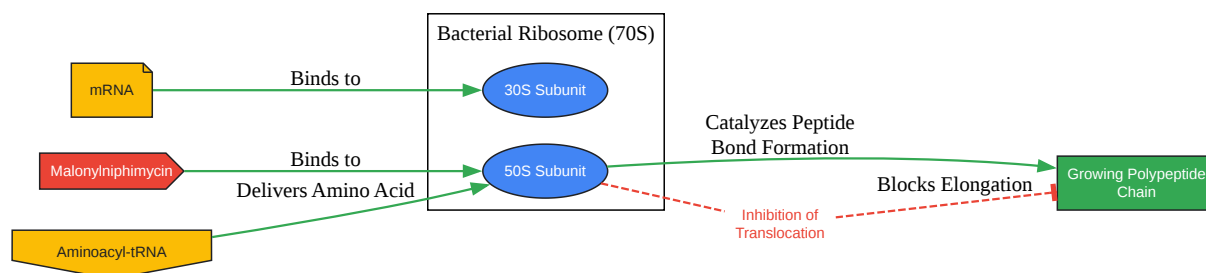 Bacterial Ribosome (70S)
mRNA
Binds to
30S Subunit
Malonylniphimycin
Binds to
50S Subunit
Catalyzes Peptide
Bond Formation
Delivers Amino Acid
Aminoacyl-tRNA
Inhibition of
Translocation
Blocks Elongation
Growing Polypeptide
Chain